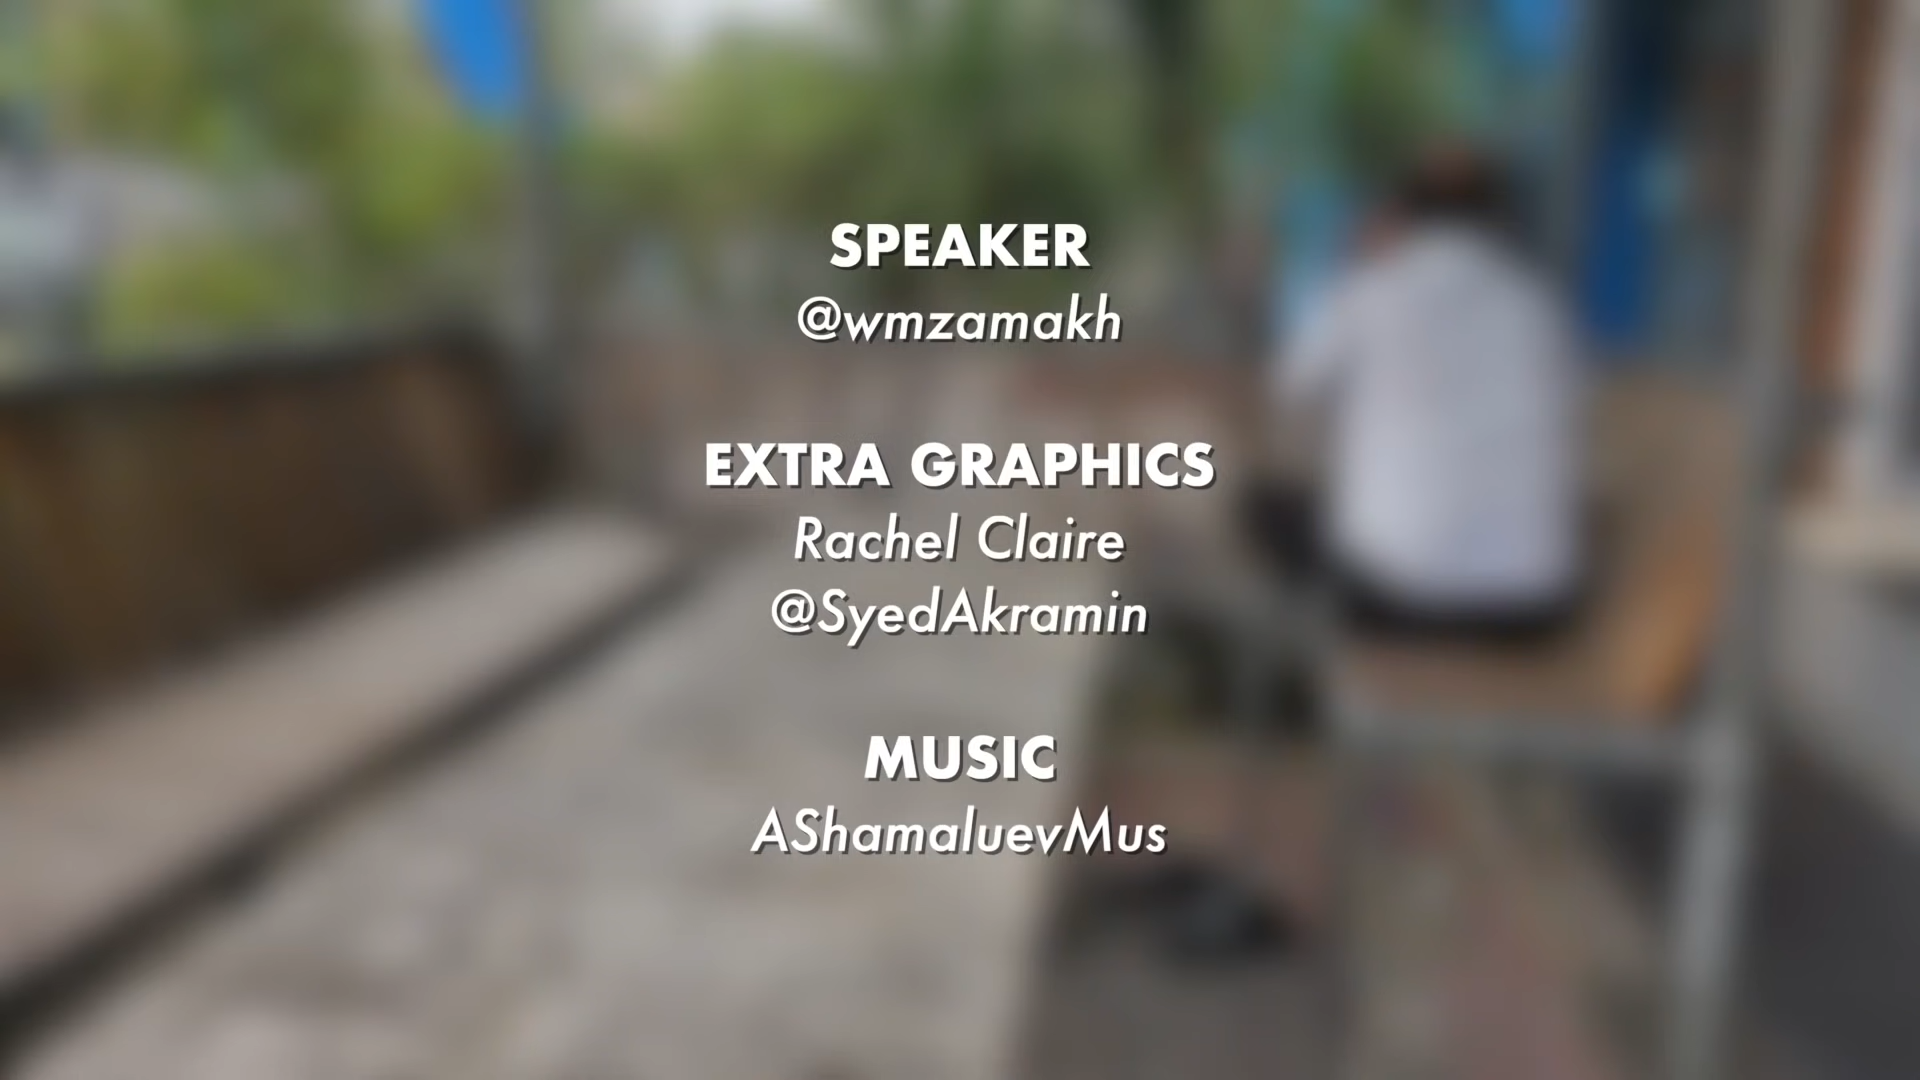 SPEAKER
@wmzamakh
EXTRA GRAPHICS
Rachel Claire
@SyedAkramin
MUSIC
AShamaluevMus